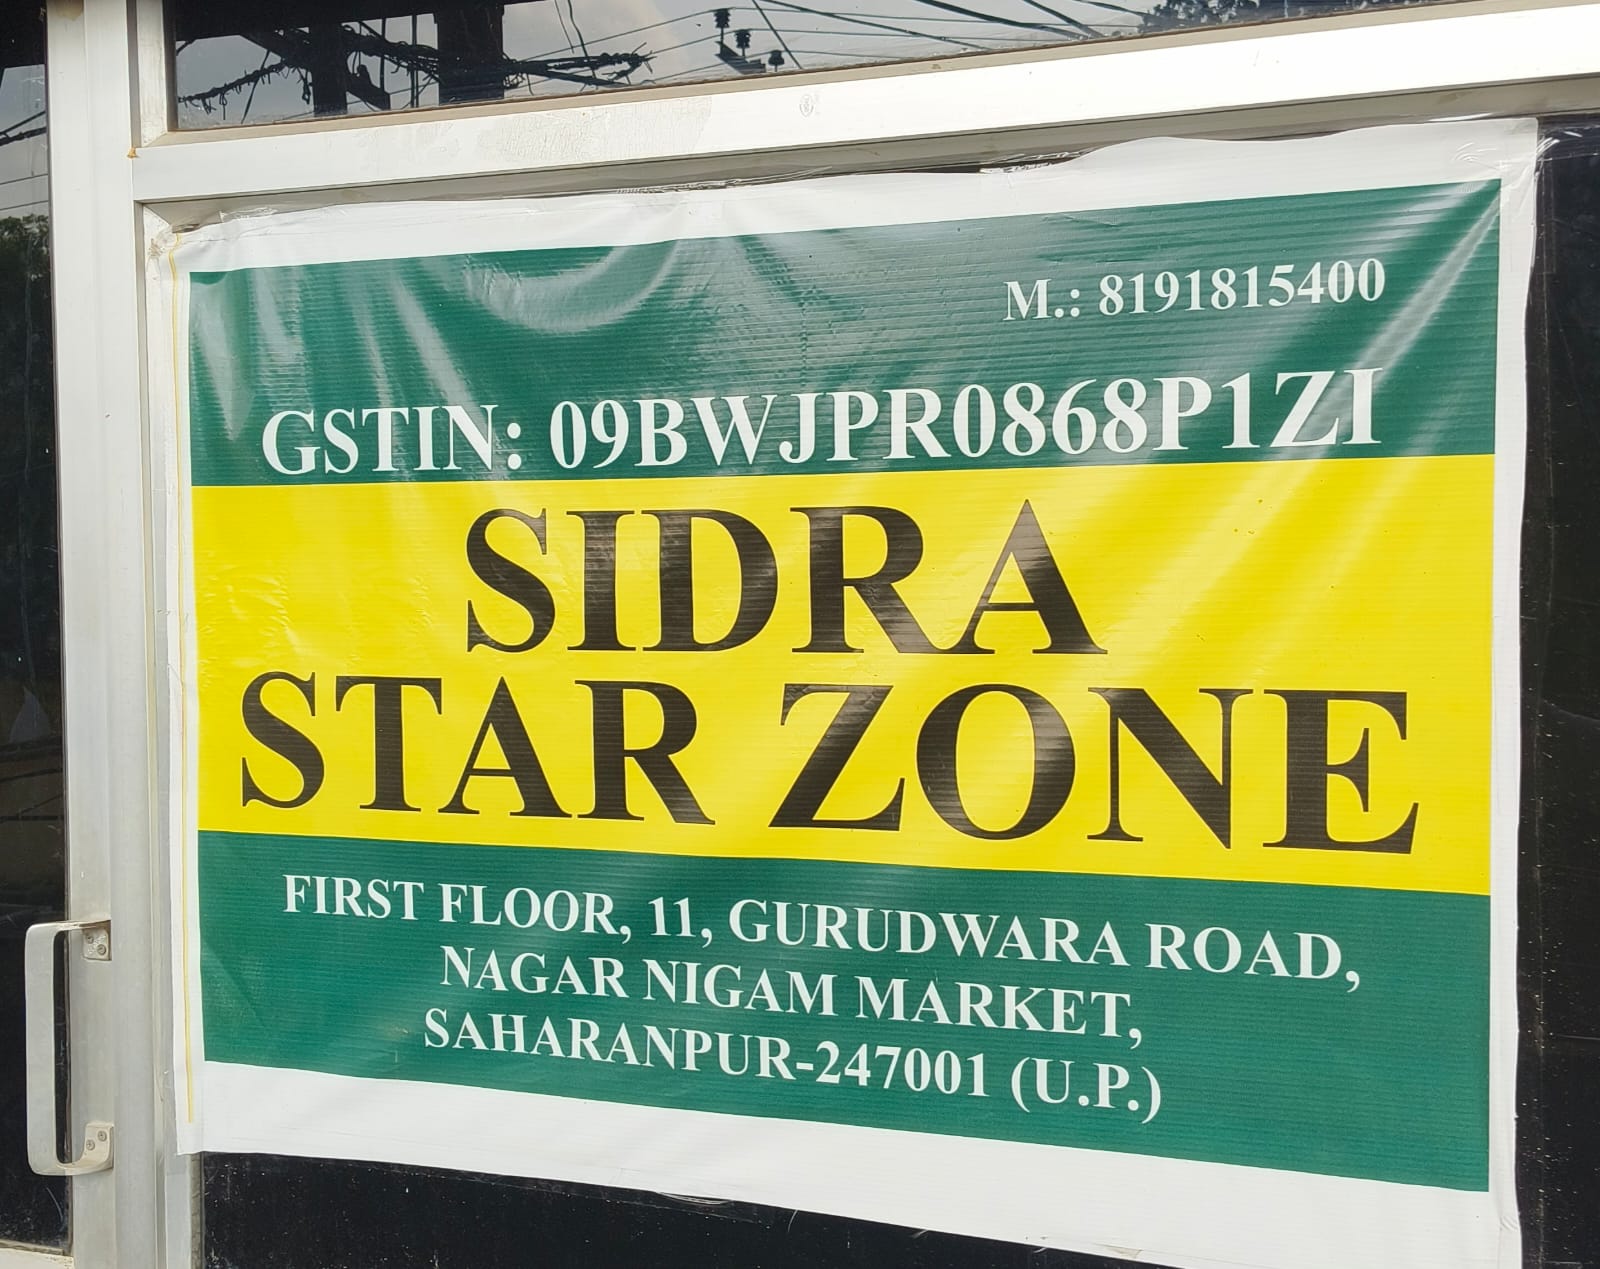 M.: 8191815400
GSTIN: 09BWJPR0868P1ZI
SIDRA
STAR ZONE
FIRST FLOOR, 11, GURUDWARA ROAD,
NAGAR NIGAM MARKET,
SAHARANPUR-247001 (U.P.)